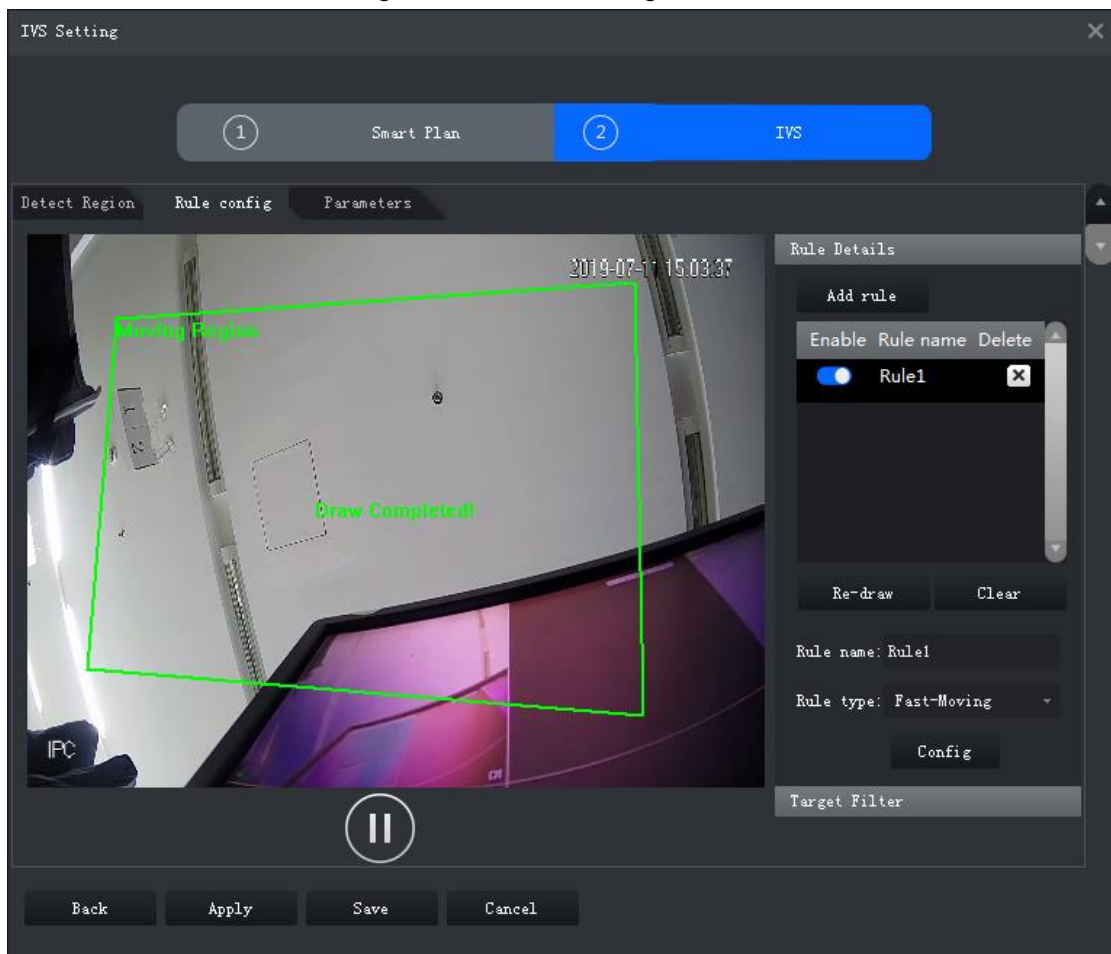 IVS Setting
1 Smart Plan 2 IVS
Detect Region Rule config Parameters
2019-07-11 15:03:37
Moving Region
1-2
Draw Completed!
IPC
Rule Details
Add rule
Enable Rule name Delete
Rule1
Re-draw Clear
Rule name: Rule1
Rule type: Fast-Moving
Config
Target Filter
Back Apply Save Cancel